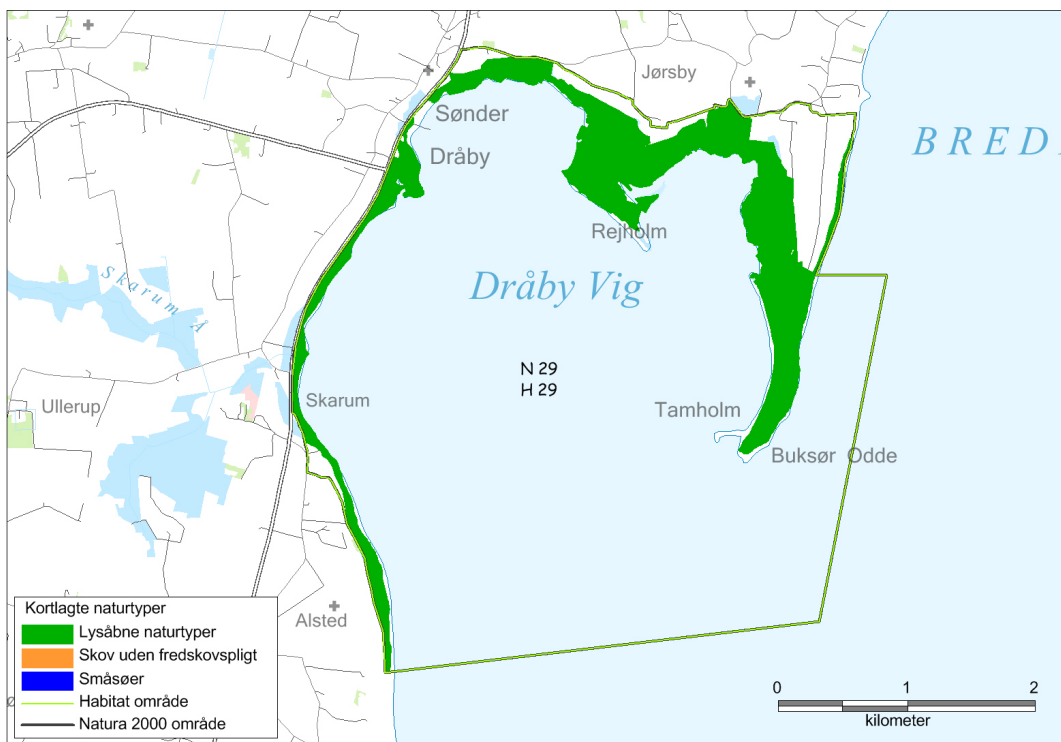 Jørsby
Sønder
Dråby
BRED
Rejholm
Skarum Å
Dråby Vig
N 29
H 29
Ullerup
Skarum
Tamholm
Buksør Odde
Alsted
Kortlagte naturtyper
Lysåbne naturtyper
Skov uden fredskovspligt
Småsøer
Habitat område
Natura 2000 område
0 1 2
kilometer